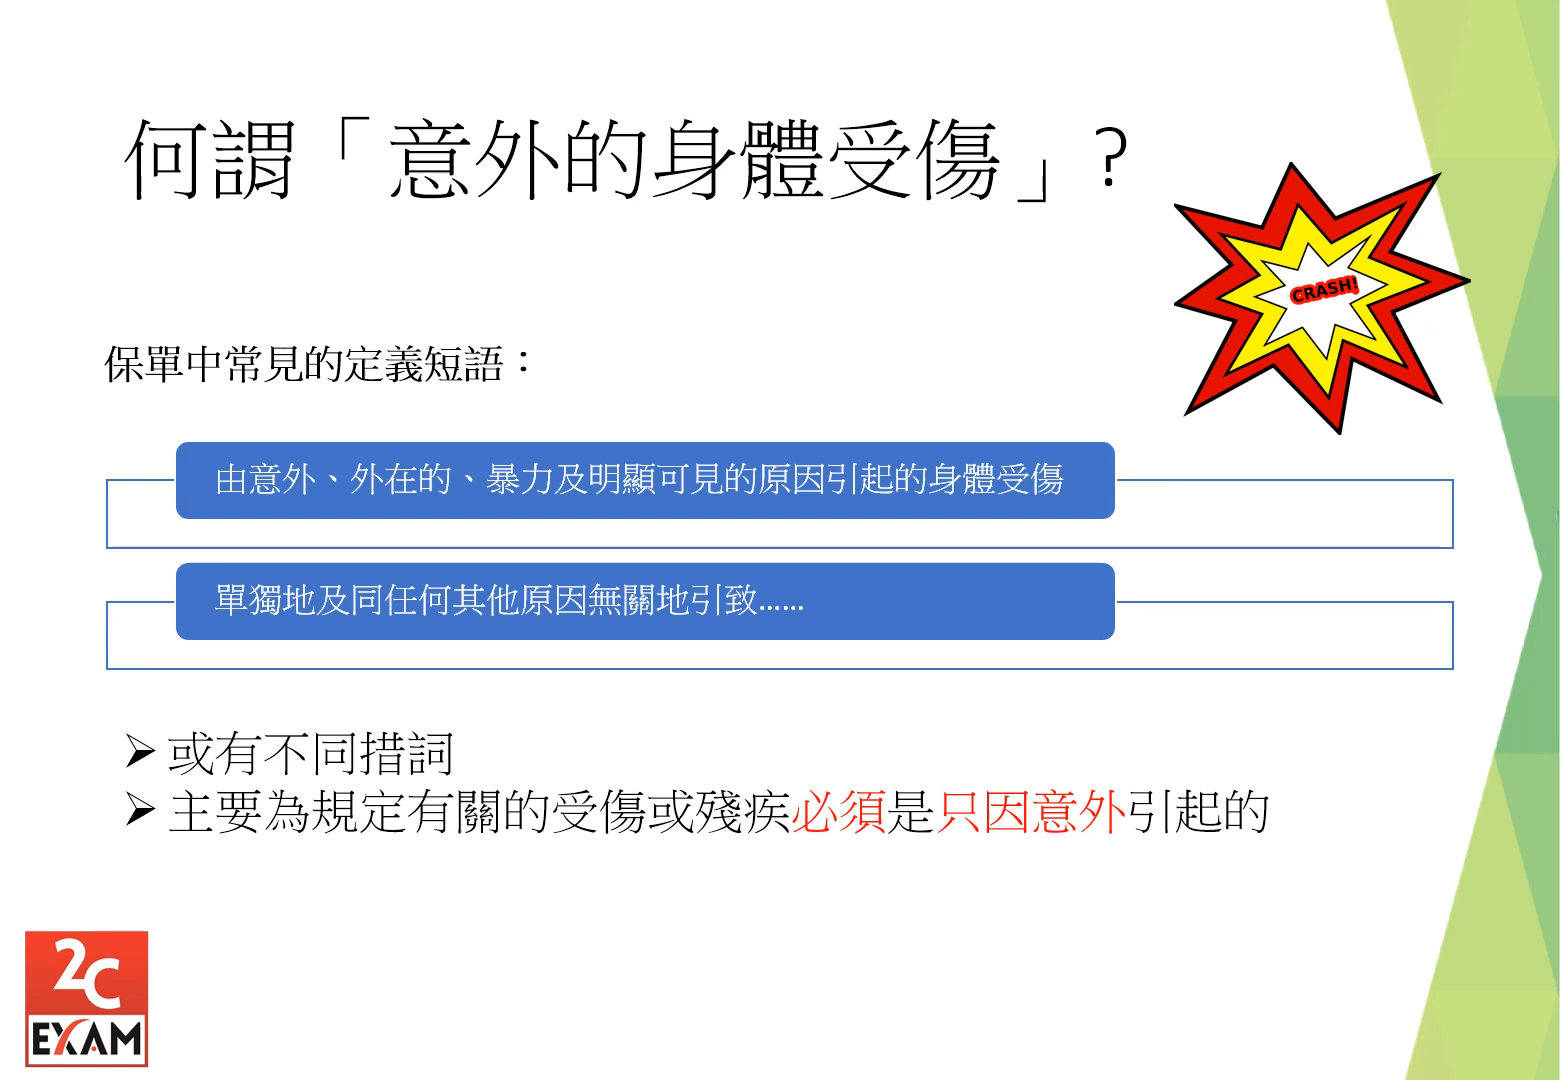 何謂「意外的身體受傷」?
CRASH!
保單中常見的定義短語：
由意外、外在的、暴力及明顯可見的原因引起的身體受傷
單獨地及同任何其他原因無關地引致......
或有不同措詞
主要為規定有關的受傷或殘疾必須是只因意外引起的
2C
EXAM